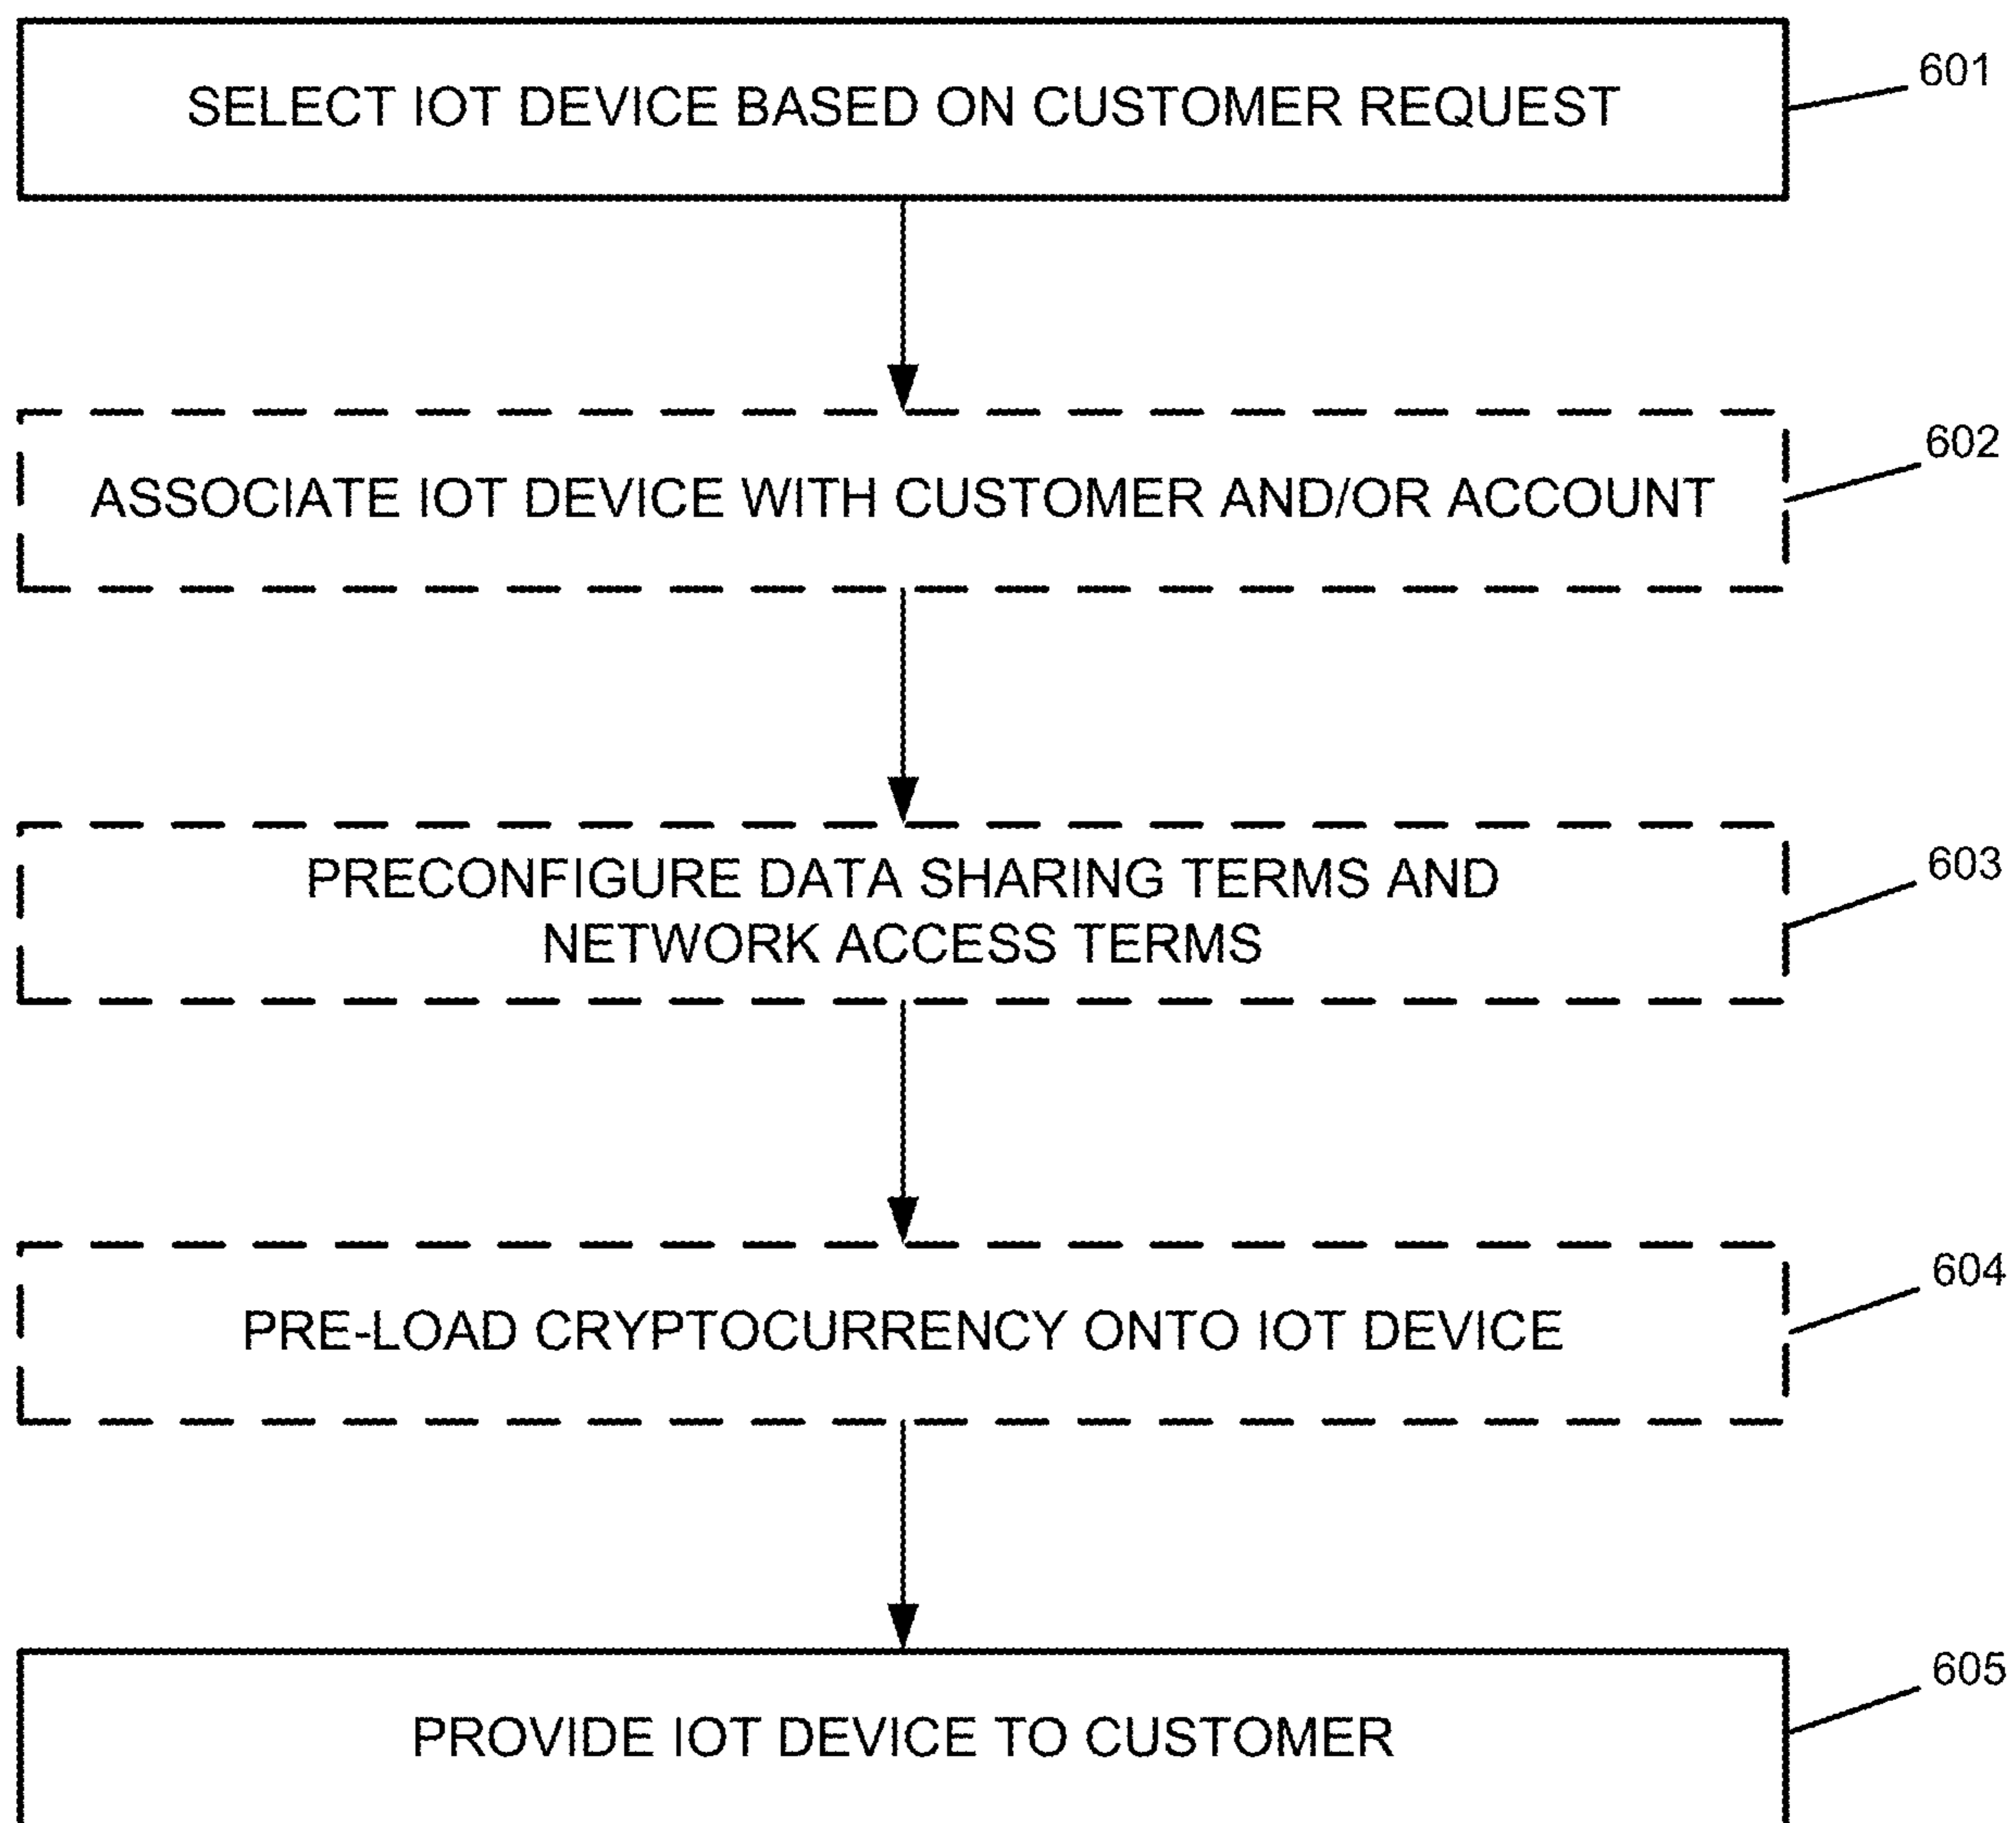 SELECT IOT DEVICE BASED ON CUSTOMER REQUEST
601
ASSOCIATE IOT DEVICE WITH CUSTOMER AND/OR ACCOUNT
602
PRECONFIGURE DATA SHARING TERMS AND
NETWORK ACCESS TERMS
603
PRE-LOAD CRYPTOCURRENCY ONTO IOT DEVICE
604
PROVIDE IOT DEVICE TO CUSTOMER
605